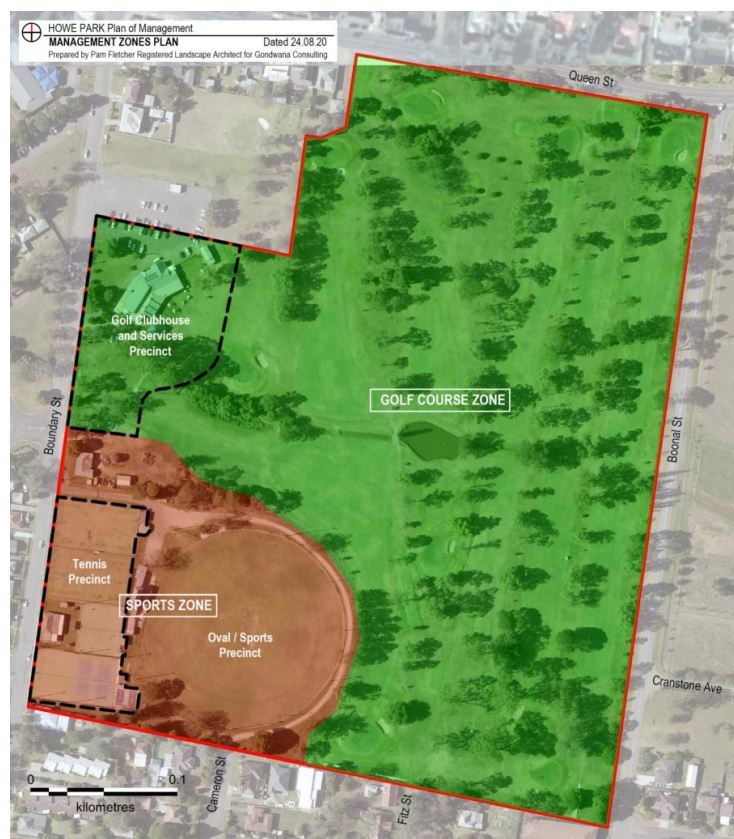 HOWE PARK Plan of Management
MANAGEMENT ZONES PLAN Dated 24.08.20
Prepared by Pam Fletcher Registered Landscape Architect for Gondwana Consulting
Queen St
Golf Clubhouse
and Services
Precinct
GOLF COURSE ZONE
Boundary St
Boonal St
Tennis
Precinct
SPORTS ZONE
Oval / Sports
Precinct
Cranstone Ave
0 0.1
kilometres
Cameron St
Fitz St